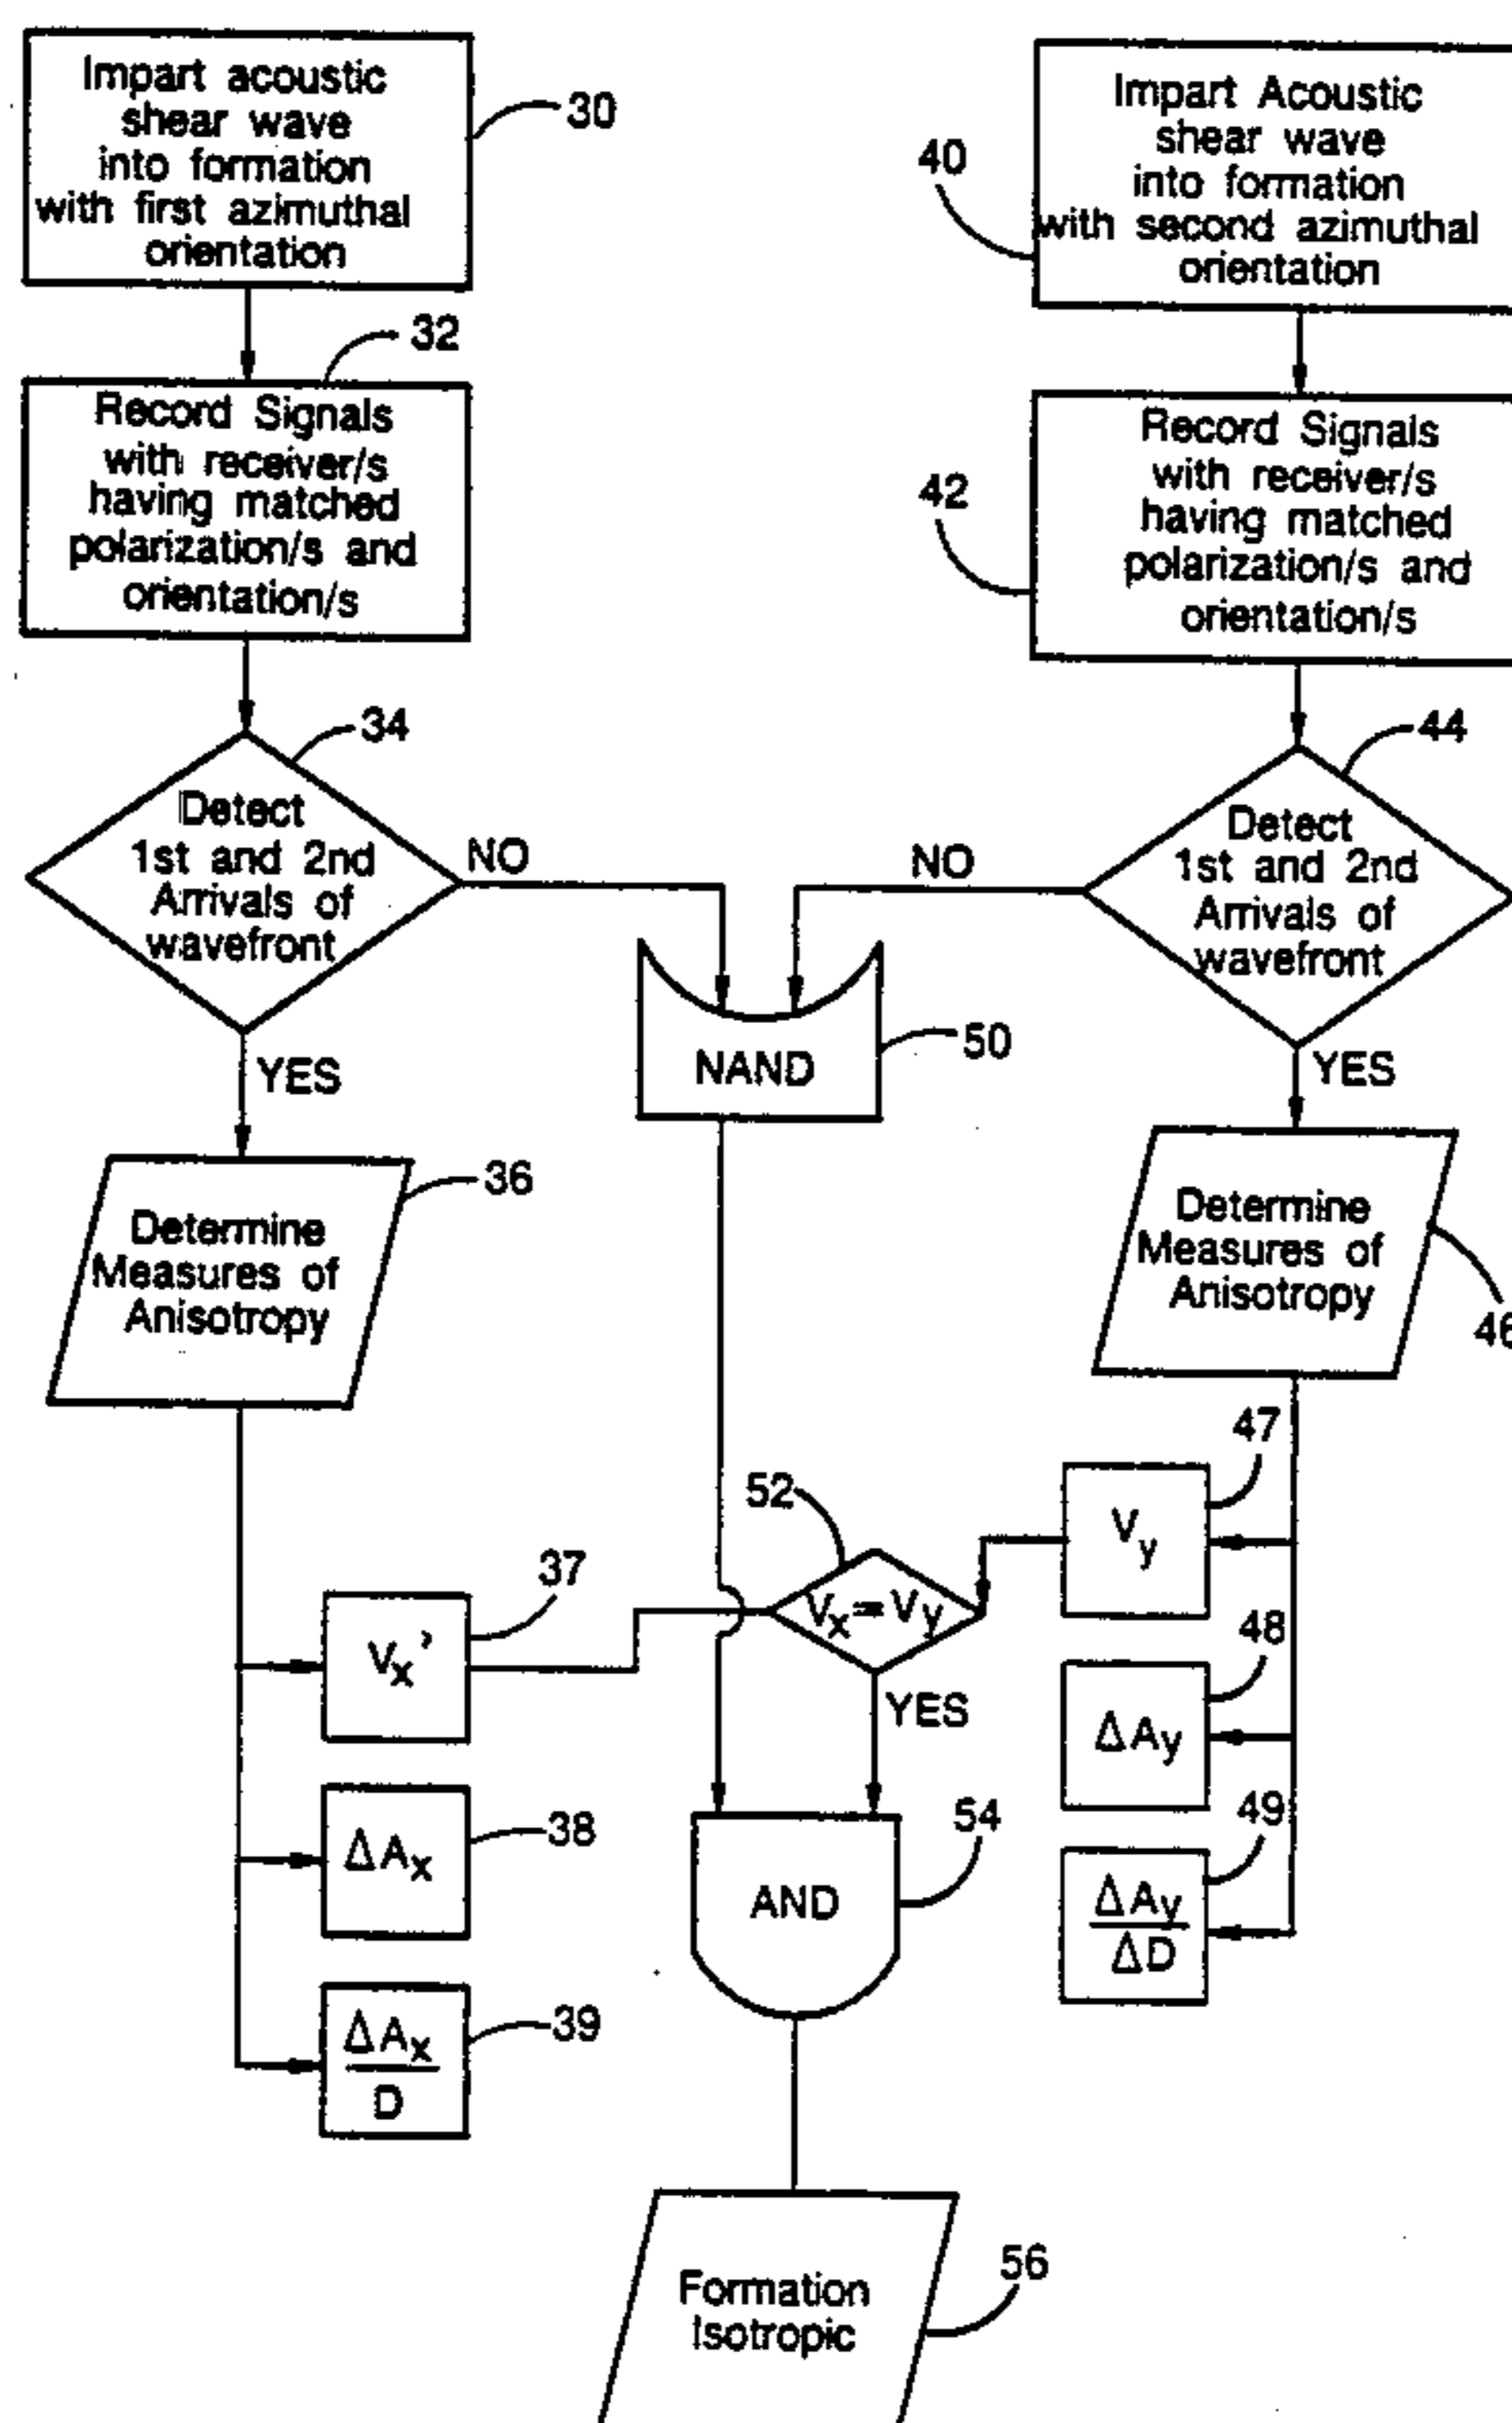 Impart acoustic
shear wave
into formation
with first azimuthal
orientation
30
Impart Acoustic
shear wave
into formation
with second azimuthal
orientation
40
32
Record Signals
with receiver/s
having matched
polarization/s and
orientation/s
Record Signals
with receiver/s
having matched
polarization/s and
orientation/s
42
34
Detect
1st and 2nd
Arrivals of
wavefront
NO
YES
44
Detect
1st and 2nd
Arrivals of
wavefront
NO
YES
NAND
50
36
Determine
Measures of
Anisotropy
Determine
Measures of
Anisotropy
46
47
Vy
52
Vx = Vy
YES
37
Vx'
48
ΔAy
38
ΔAx
54
AND
49
ΔAy
ΔD
39
ΔAx
D
Formation
Isotropic
56